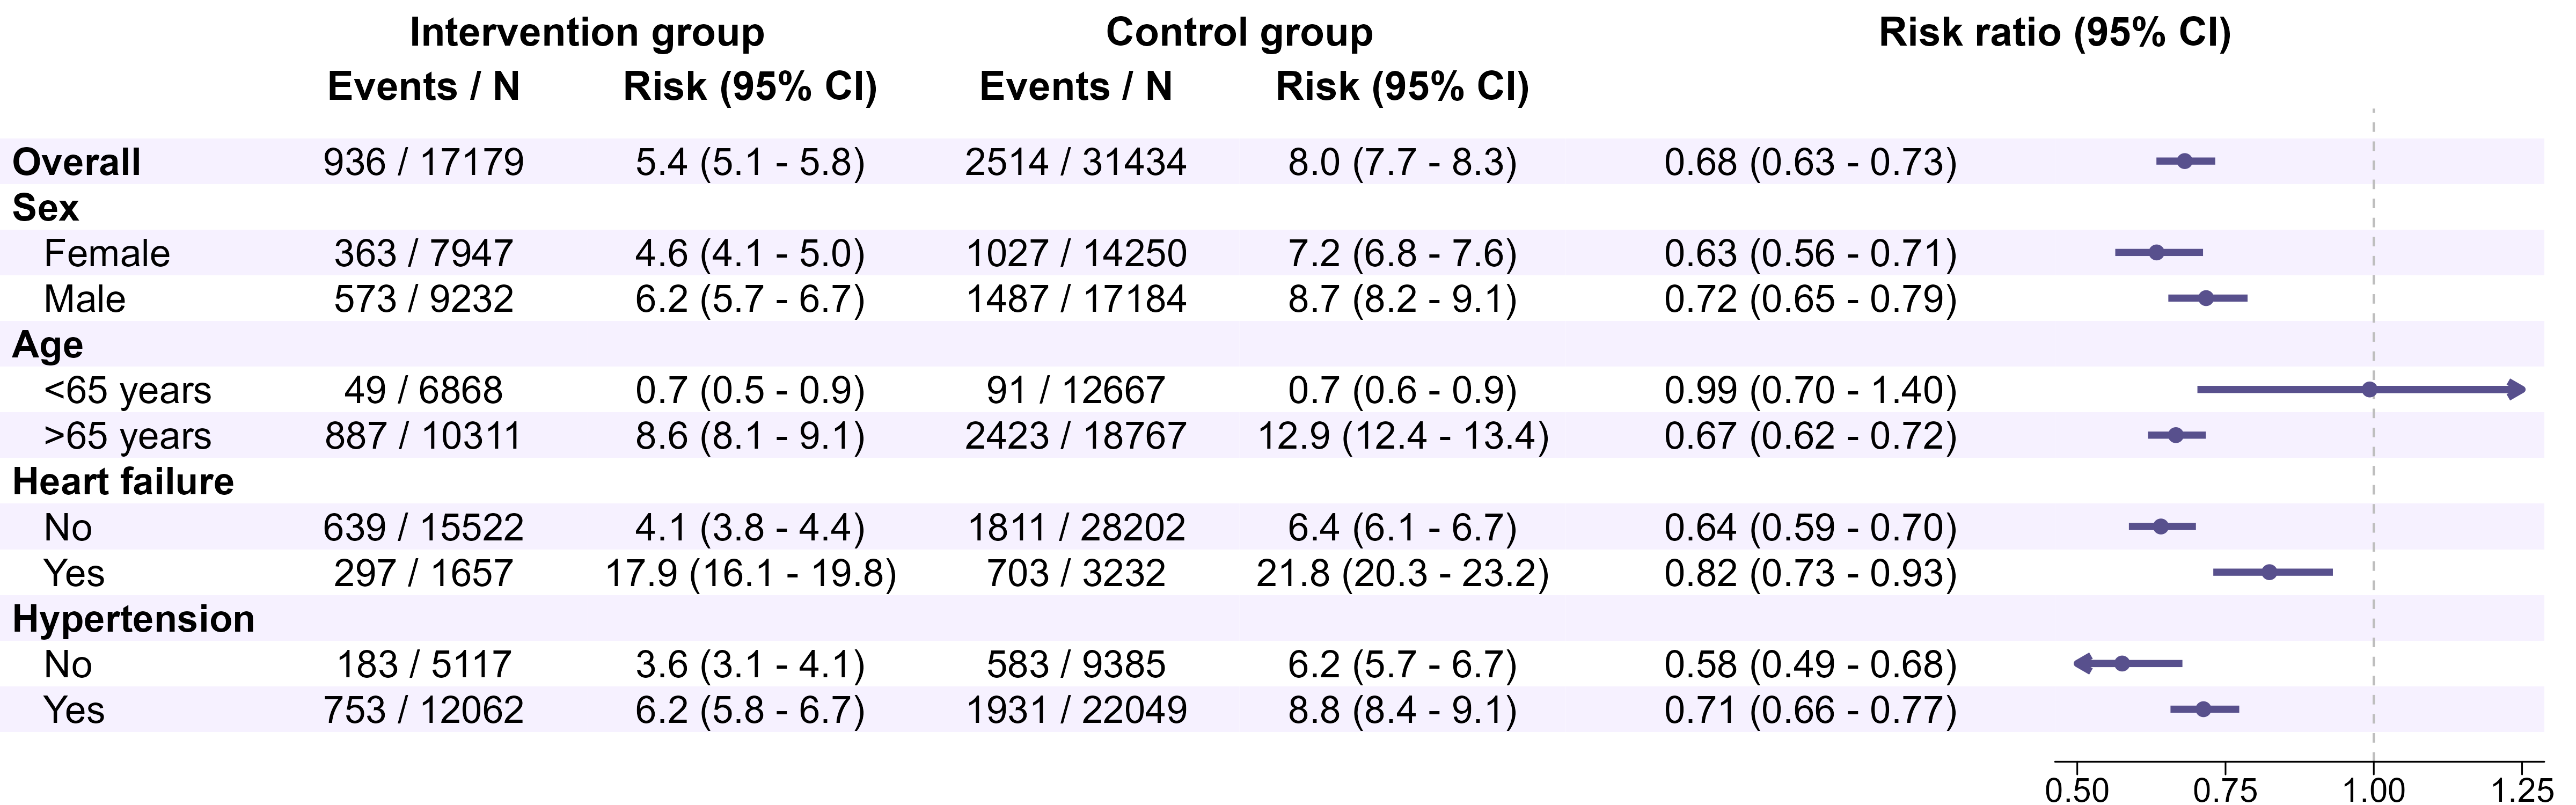 Intervention group Control group Risk ratio (95% CI)
Events / N Risk (95% CI) Events / N Risk (95% CI)
Overall 936 / 17179 5.4 (5.1 - 5.8) 2514 / 31434 8.0 (7.7 - 8.3) 0.68 (0.63 - 0.73)
Sex
Female 363 / 7947 4.6 (4.1 - 5.0) 1027 / 14250 7.2 (6.8 - 7.6) 0.63 (0.56 - 0.71)
Male 573 / 9232 6.2 (5.7 - 6.7) 1487 / 17184 8.7 (8.2 - 9.1) 0.72 (0.65 - 0.79)
Age
<65 years 49 / 6868 0.7 (0.5 - 0.9) 91 / 12667 0.7 (0.6 - 0.9) 0.99 (0.70 - 1.40)
>65 years 887 / 10311 8.6 (8.1 - 9.1) 2423 / 18767 12.9 (12.4 - 13.4) 0.67 (0.62 - 0.72)
Heart failure
No 639 / 15522 4.1 (3.8 - 4.4) 1811 / 28202 6.4 (6.1 - 6.7) 0.64 (0.59 - 0.70)
Yes 297 / 1657 17.9 (16.1 - 19.8) 703 / 3232 21.8 (20.3 - 23.2) 0.82 (0.73 - 0.93)
Hypertension
No 183 / 5117 3.6 (3.1 - 4.1) 583 / 9385 6.2 (5.7 - 6.7) 0.58 (0.49 - 0.68)
Yes 753 / 12062 6.2 (5.8 - 6.7) 1931 / 22049 8.8 (8.4 - 9.1) 0.71 (0.66 - 0.77)
0.50 0.75 1.00 1.25